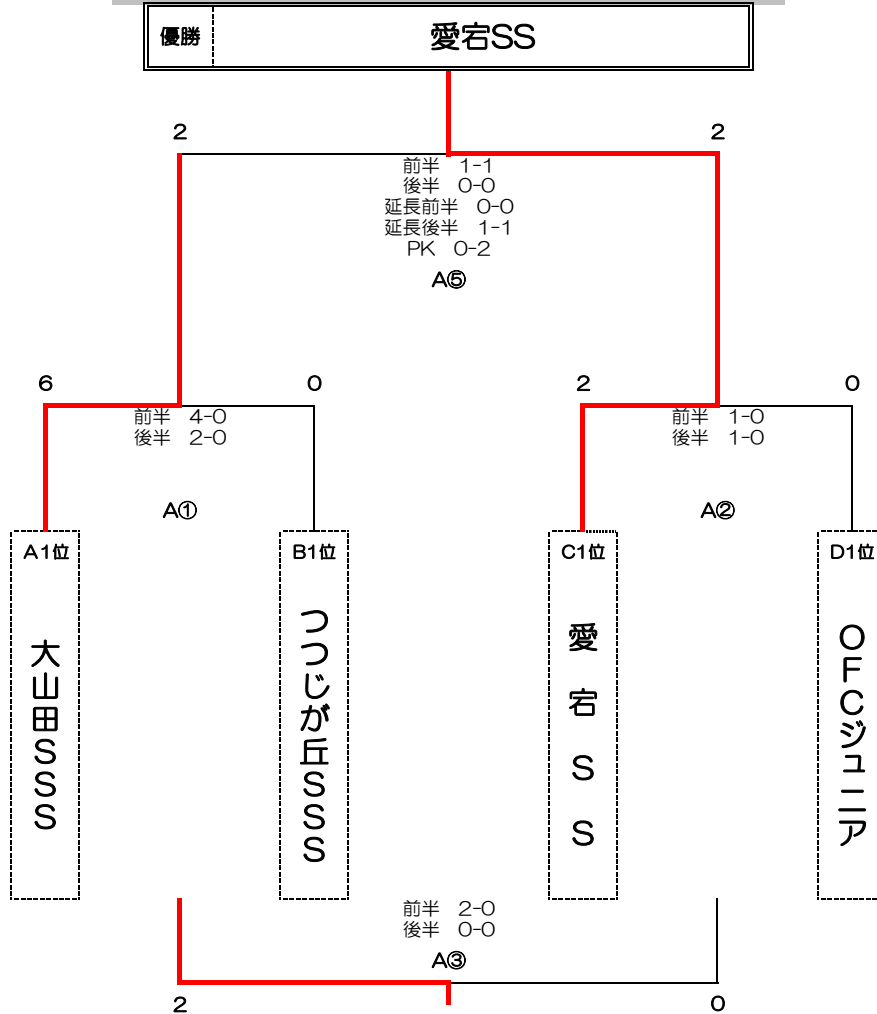 優勝 愛宕SS
2 2
前半 1-1
後半 0-0
延長前半 0-0
延長後半 1-1
PK 0-2
A⑤
6 0 2 0
前半 4-0
後半 2-0
前半 1-0
後半 1-0
A① A②
A1位 B1位 C1位 D1位
大山田SSS
つつじが丘SSS
愛宕SS
OFCジュニア
前半 2-0
後半 0-0
A③
2 0